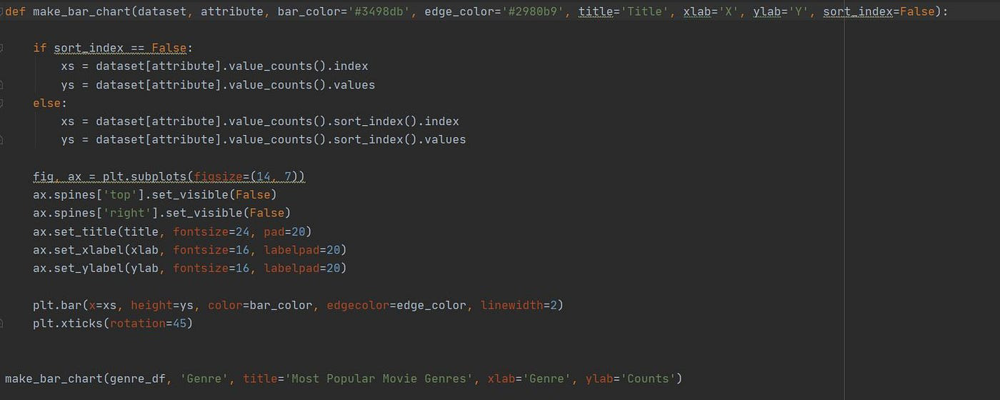 def make_bar_chart(dataset, attribute, bar_color='#3498db', edge_color='#2980b9', title='Title', xlab='X', ylab='Y', sort_index=False):
    if sort_index == False:
        xs = dataset[attribute].value_counts().index
        ys = dataset[attribute].value_counts().values
    else:
        xs = dataset[attribute].value_counts().sort_index().index
        ys = dataset[attribute].value_counts().sort_index().values
    fig, ax = plt.subplots(figsize=(14, 7))
    ax.spines['top'].set_visible(False)
    ax.spines['right'].set_visible(False)
    ax.set_title(title, fontsize=24, pad=20)
    ax.set_xlabel(xlab, fontsize=16, labelpad=20)
    ax.set_ylabel(ylab, fontsize=16, labelpad=20)
    plt.bar(x=xs, height=ys, color=bar_color, edgecolor=edge_color, linewidth=2)
    plt.xticks(rotation=45)
make_bar_chart(genre_df, 'Genre', title='Most Popular Movie Genres', xlab='Genre', ylab='Counts')